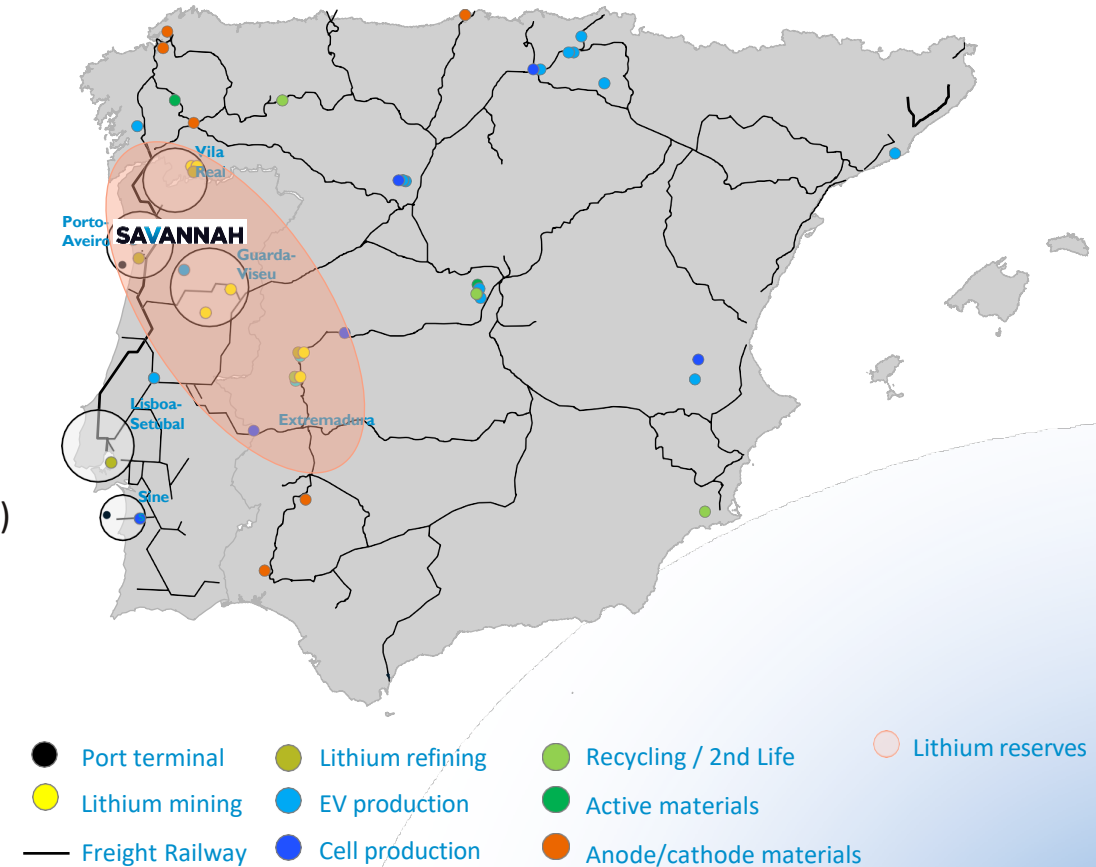 Vila
Real
Porto-
Aveiro
SAVANNAH
Guarda-
Viseu
Lisboa-
Setúbal
Extremadura
Sine
)
Port terminal
Lithium refining
Recycling / 2nd Life
Lithium reserves
Lithium mining
EV production
Active materials
Freight Railway
Cell production
Anode/cathode materials